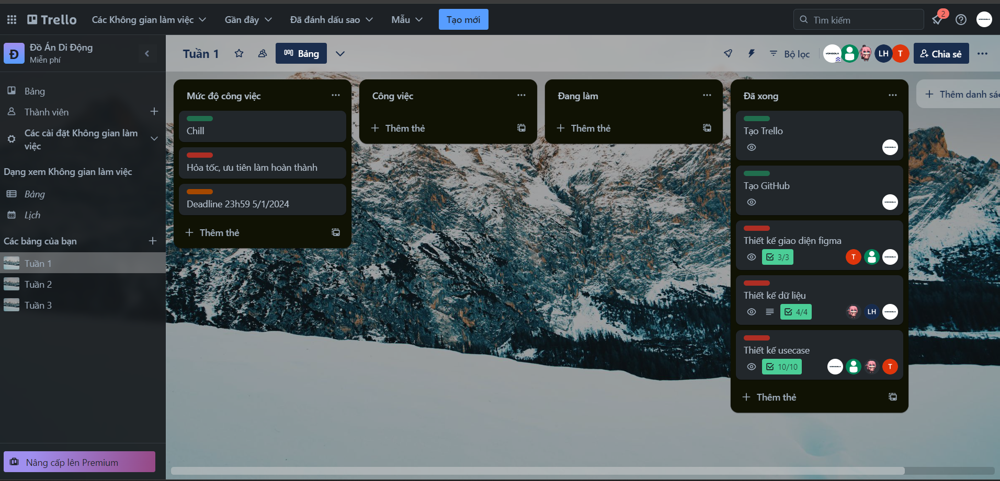 Trello
Các Không gian làm việc
Gần đây
Đã đánh dấu sao
Mẫu
Tạo mới
Tìm kiếm
2
Đ
Đồ Án Di Động
Miễn phí
Bảng
Thành viên
Các cài đặt Không gian làm
việc
Dạng xem Không gian làm việc
Bảng
Lịch
Các bảng của bạn
Tuần 1
Tuần 2
Tuần 3
Nâng cấp lên Premium
Tuần 1
Bảng
Bộ lọc
VONGOLA
LH
T
Chia sẻ
Mức độ công việc
Chill
Hỏa tốc, ưu tiên làm hoàn thành
Deadline 23h59 5/1/2024
Thêm thẻ
Công việc
Thêm thẻ
Đang làm
Thêm thẻ
Đã xong
Tạo Trello
Tạo GitHub
Thiết kế giao diện figma
3/3
T
Thiết kế dữ liệu
4/4
LH
Thiết kế usecase
10/10
T
Thêm thẻ
Thêm danh sác